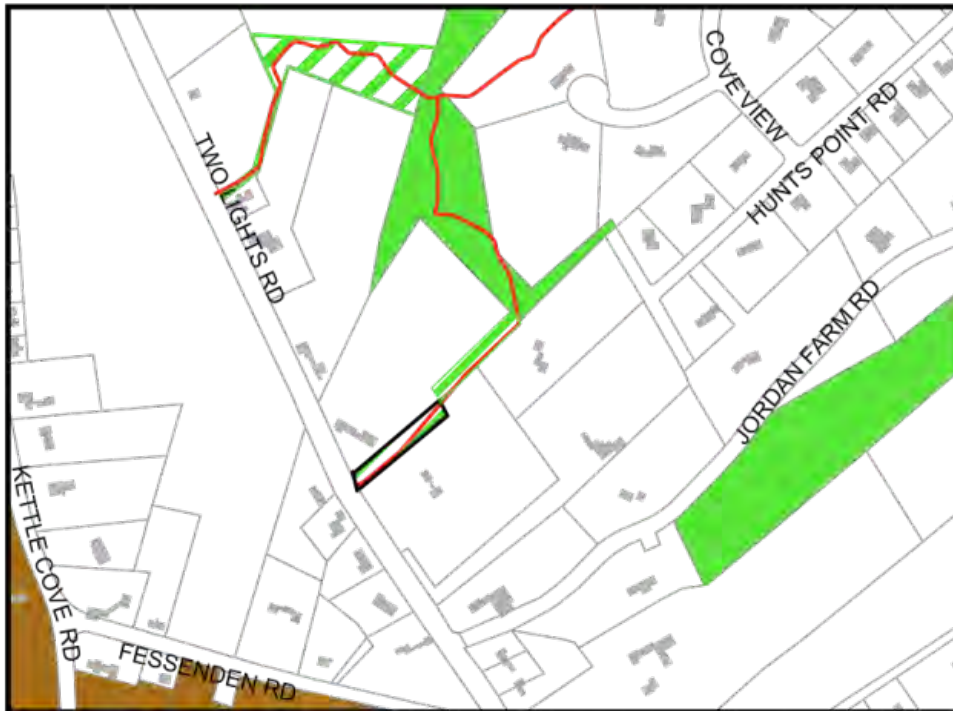 COVE VIEW
HUNTS POINT RD
TWO LIGHTS RD
JORDAN FARM RD
KETTLE COVE RD
FESSENDEN RD